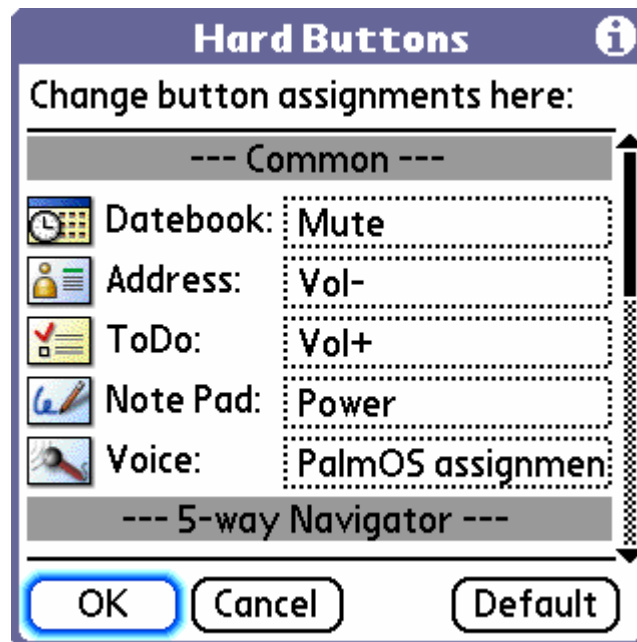 Hard Buttons
Change button assignments here:
--- Common ---
Datebook: Mute
Address: Vol-
ToDo: Vol+
Note Pad: Power
Voice: PalmOS assignmen
--- 5-way Navigator ---
OK Cancel Default